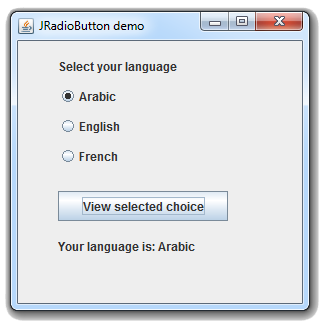 JRadioButton demo
Select your language
Arabic
English
French
View selected choice
Your language is: Arabic